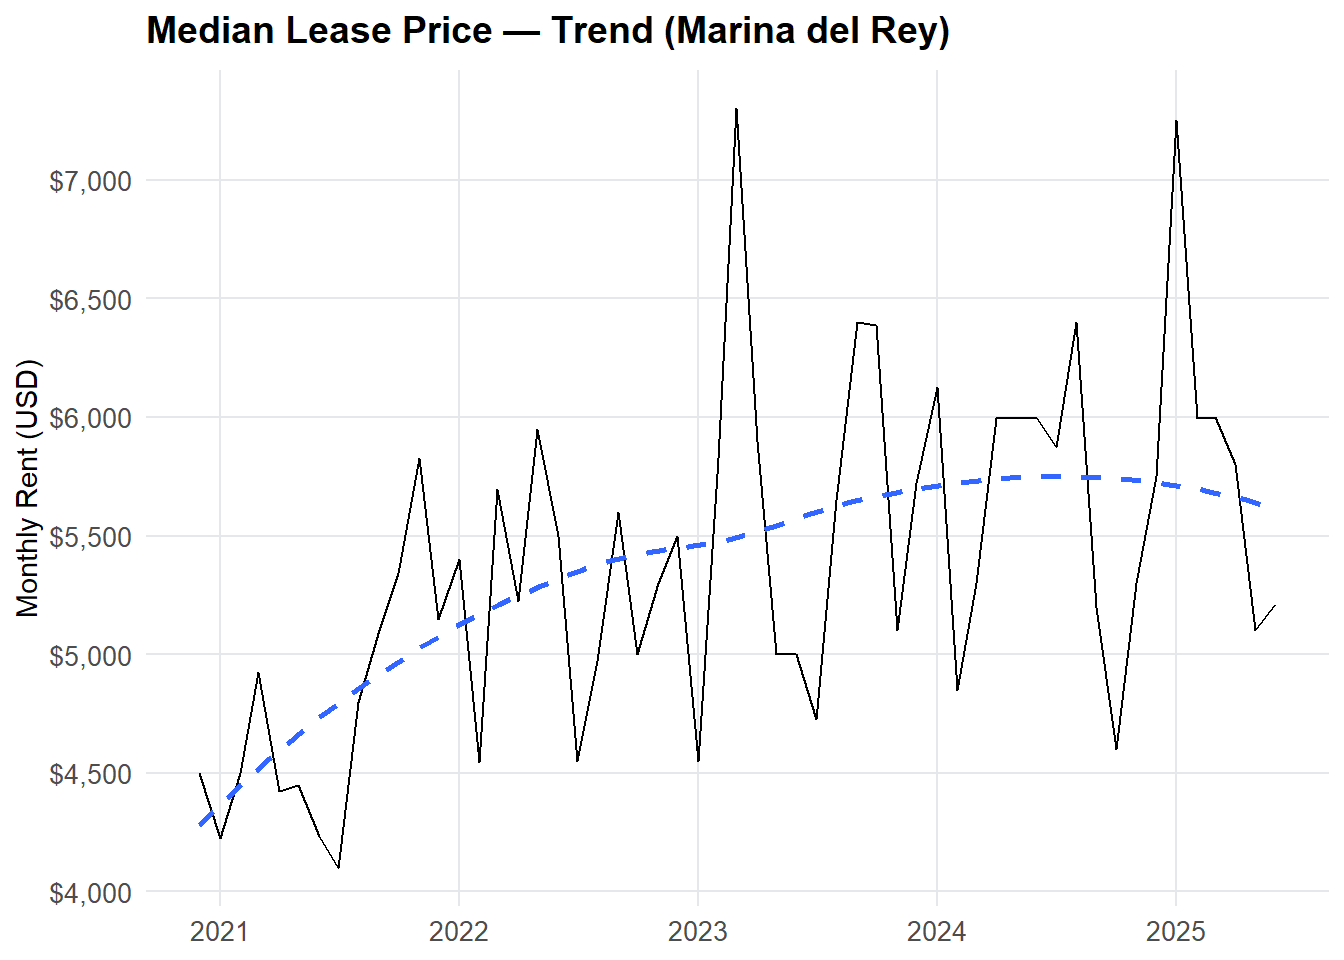 Median Lease Price — Trend (Marina del Rey)
Monthly Rent (USD)
$7,000
$6,500
$6,000
$5,500
$5,000
$4,500
$4,000
2021 2022 2023 2024 2025